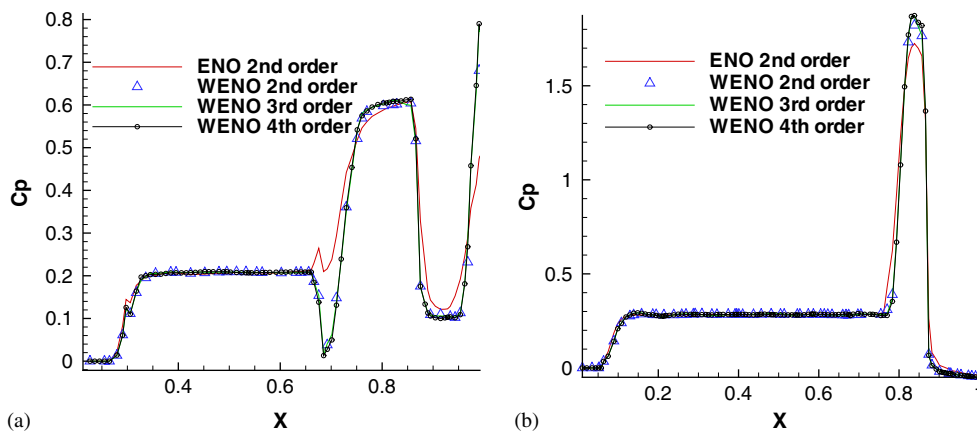 0.8
0.7
0.6
0.5
0.4
0.3
0.2
0.1
0
Cp
ENO 2nd order
WENO 2nd order
WENO 3rd order
WENO 4th order
0.4
0.6
0.8
X
(a)
1.5
1
0.5
0
Cp
ENO 2nd order
WENO 2nd order
WENO 3rd order
WENO 4th order
0.2
0.4
0.6
0.8
1
X
(b)